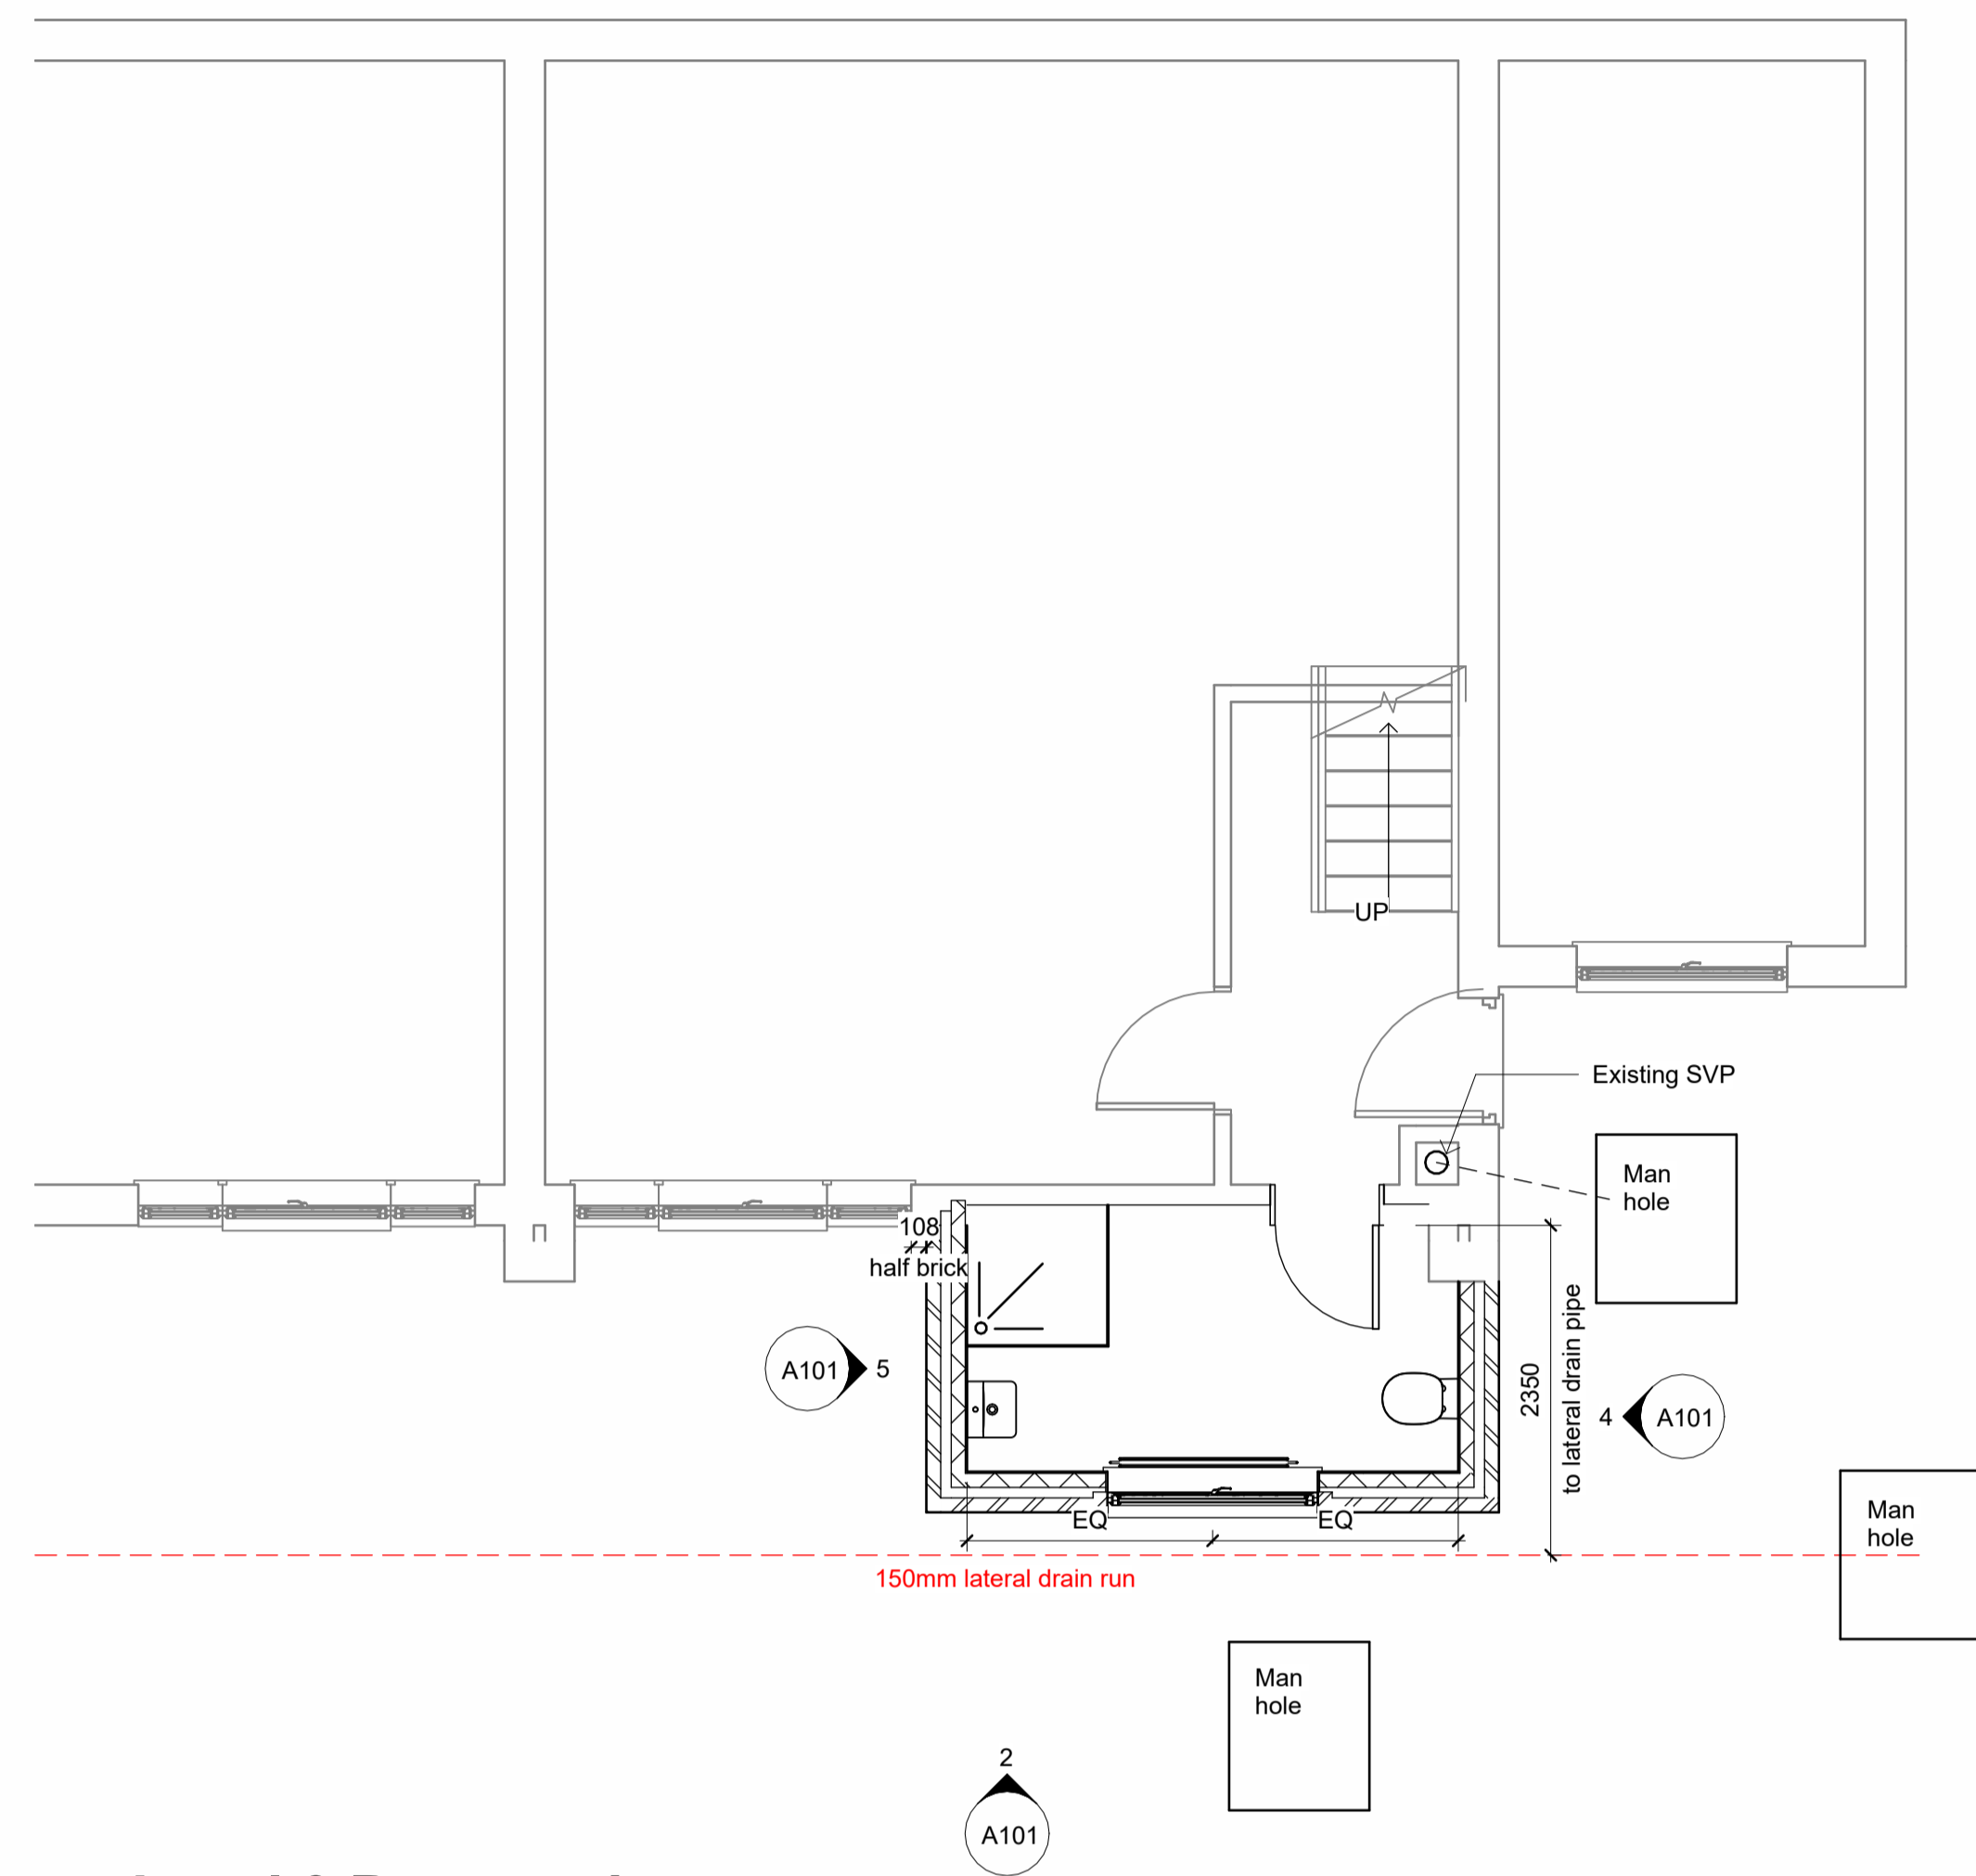 UP
Existing SVP
Man
hole
108
half brick
A101
5
2350
to lateral drain pipe
4
A101
EQ
EQ
Man
hole
150mm lateral drain run
Man
hole
2
A101